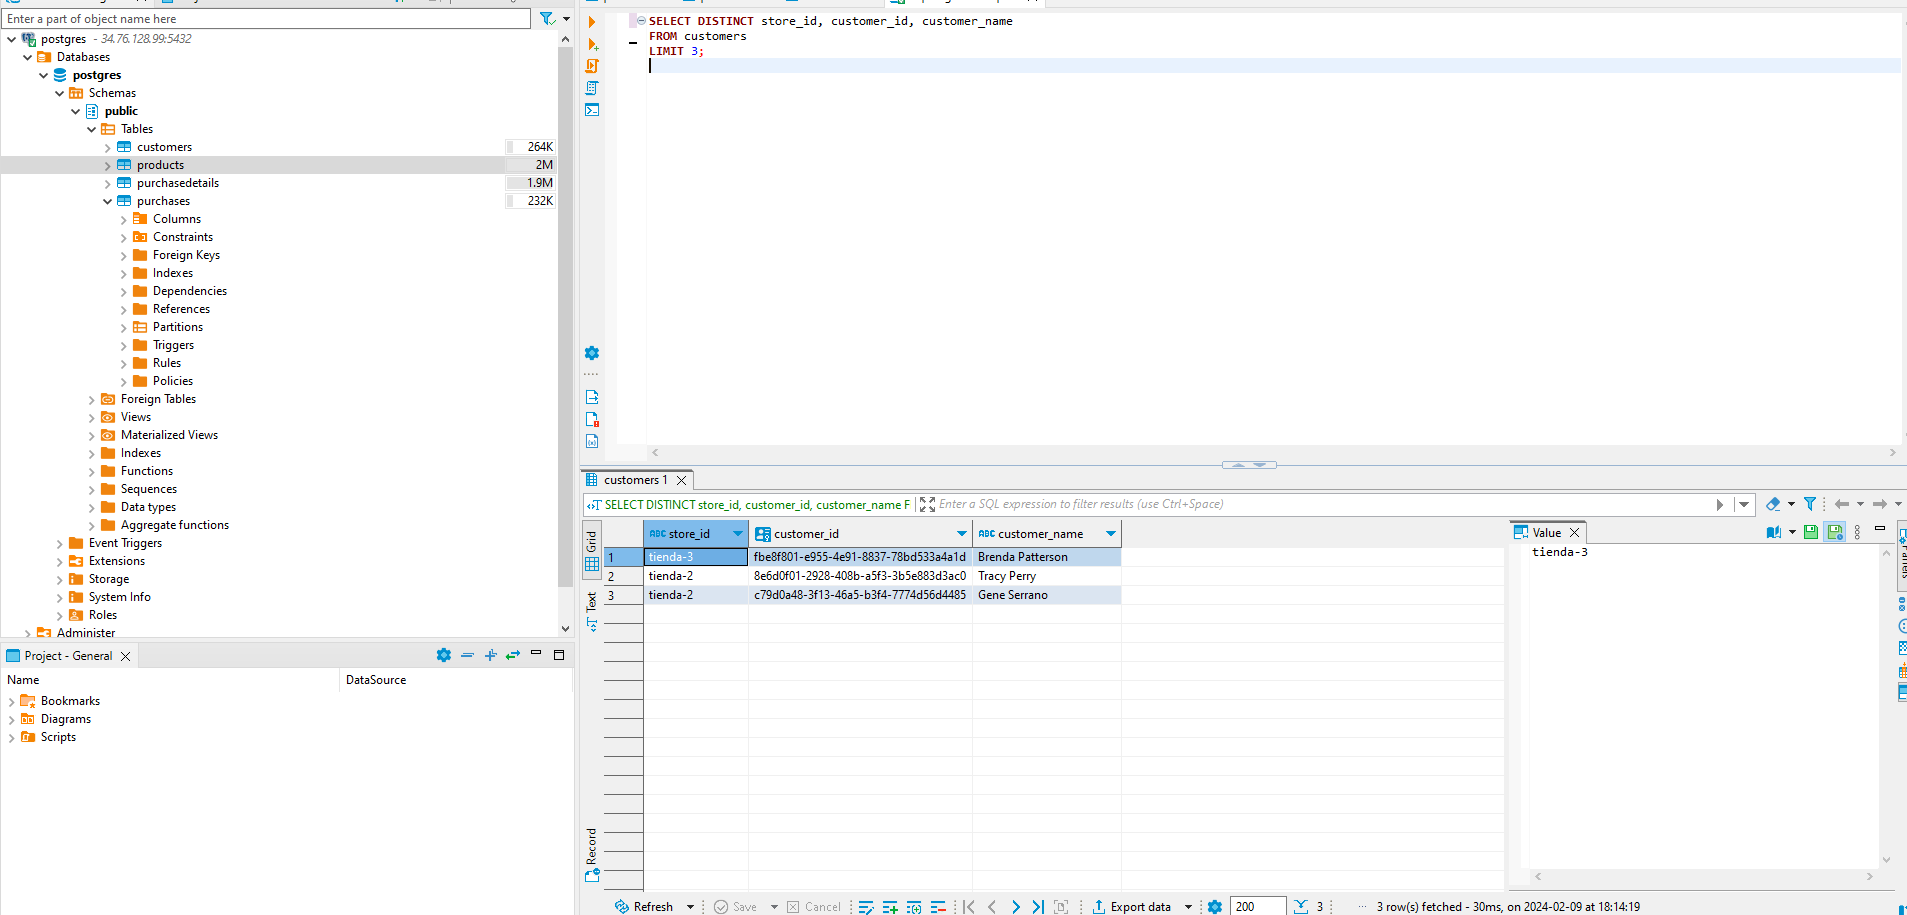 Enter a part of object name here
postgres - 34.76.128.99:5432
Databases
postgres
Schemas
public
Tables
customers 264K
products 2M
purchasedetails 1.9M
purchases 232K
Columns
Constraints
Foreign Keys
Indexes
Dependencies
References
Partitions
Triggers
Rules
Policies
Foreign Tables
Views
Materialized Views
Indexes
Functions
Sequences
Data types
Aggregate functions
Event Triggers
Extensions
Storage
System Info
Roles
Administer
Project - General
Name DataSource
Bookmarks
Diagrams
Scripts
SELECT DISTINCT store_id, customer_id, customer_name
FROM customers
LIMIT 3;
customers 1
SELECT DISTINCT store_id, customer_id, customer_name F
Enter a SQL expression to filter results (use Ctrl+Space)
Grid
Text
Record
ABC store_id customer_id ABC customer_name
1 tienda-3 fbe8f801-e955-4e91-8837-78bd533a4a1d Brenda Patterson
2 tienda-2 8e6d0f01-2928-408b-a5f3-3b5e883d3ac0 Tracy Perry
3 tienda-2 c79d0a48-3f13-46a5-b3f4-7774d56d4485 Gene Serrano
Value
tienda-3
Refresh Save Cancel Export data 200 3 3 row(s) fetched - 30ms, on 2024-02-09 at 18:14:19